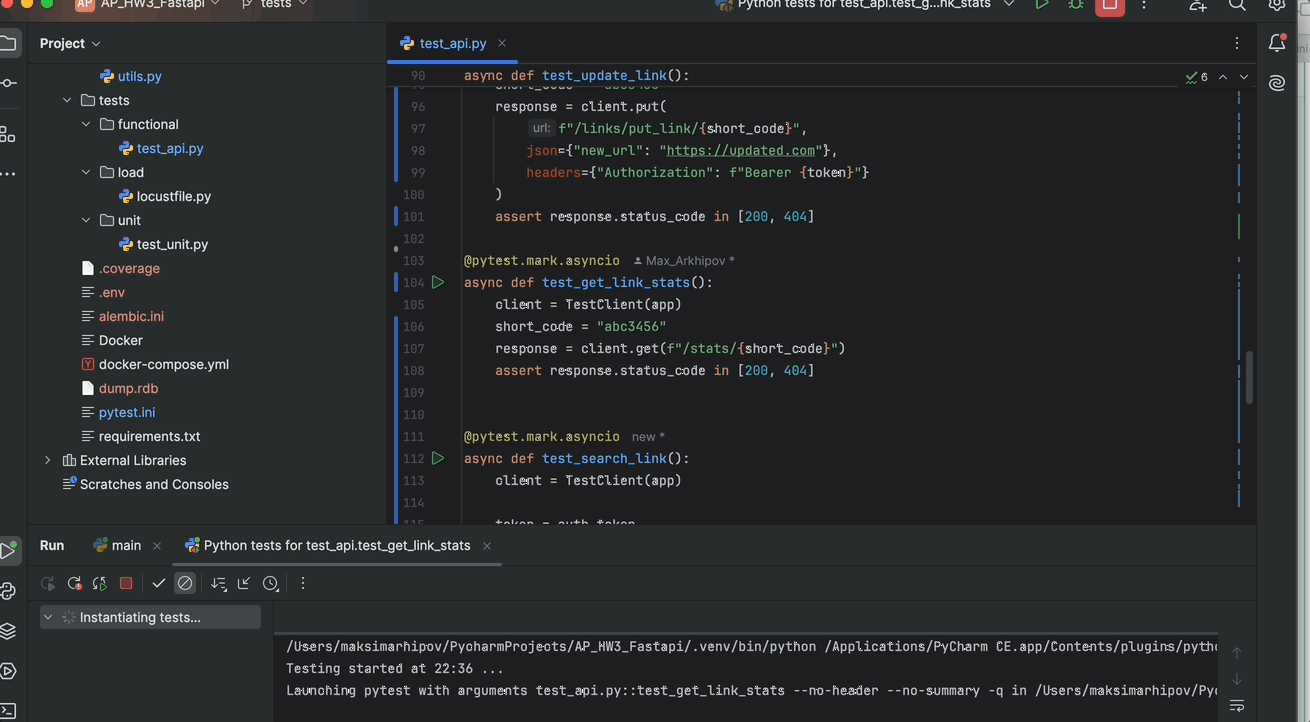 AP AP_HW3_Fastapi tests
Python tests for test_api.test_g...nk_stats
Project
test_api.py
utils.py
tests
functional
test_api.py
load
locustfile.py
unit
test_unit.py
.coverage
.env
alembic.ini
Docker
Y docker-compose.yml
dump.rdb
pytest.ini
requirements.txt
External Libraries
Scratches and Consoles
90 async def test_update_link():
6
96 response = client.put(
97 url: f"/links/put_link/{short_code}",
98 json={"new_url": "https://updated.com"},
99 headers={"Authorization": f"Bearer {token}"}
100 )
101 assert response.status_code in [200, 404]
102
103 @pytest.mark.asyncio Max_Arkhipov *
104 async def test_get_link_stats():
105 client = TestClient(app)
106 short_code = "abc3456"
107 response = client.get(f"/stats/{short_code}")
108 assert response.status_code in [200, 404]
109
110
111 @pytest.mark.asyncio new *
112 async def test_search_link():
113 client = TestClient(app)
114
115 token = auth_token
Run main Python tests for test_api.test_get_link_stats
Instantiating tests...
/Users/maksimarhipov/PycharmProjects/AP_HW3_Fastapi/.venv/bin/python /Applications/PyCharm CE.app/Contents/plugins/pytho
Testing started at 22:36 ...
Launching pytest with arguments test_api.py::test_get_link_stats --no-header --no-summary -q in /Users/maksimarhipov/Py